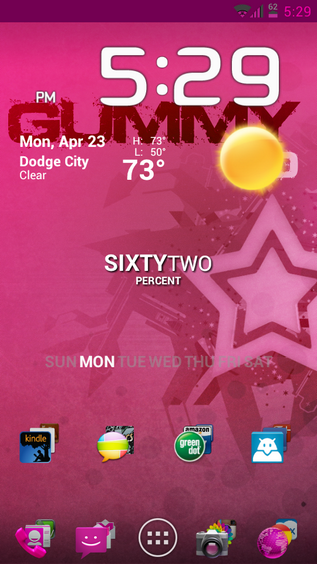 62
5:29
5:29
PM
GUMMY
Mon, Apr 23
H: 73°
L: 50°
Dodge City
73°
Clear
SIXTYTWO
PERCENT
SUN MON TUE WED THU FRI SAT
kindle
amazon
green
dot